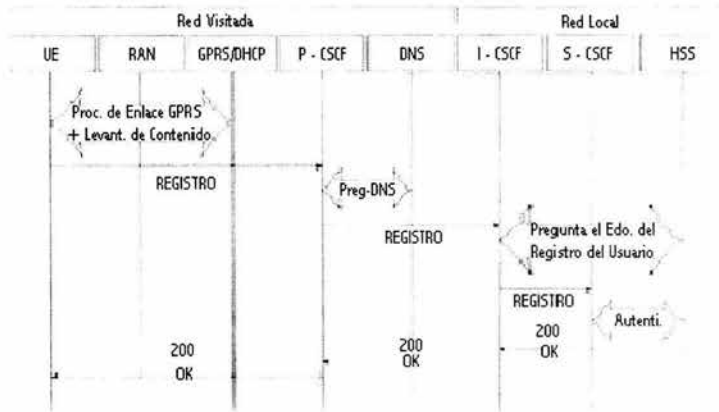 Red Visitada
Red Local
UE
RAN
GPRS/DHCP
P - CSCF
DNS
I - CSCF
S - CSCF
HSS
Proc. de Enlace GPRS
+ Levant. de Contenido
REGISTRO
Preg-DNS
REGISTRO
Pregunta el Edo. del
Registro del Usuario
REGISTRO
Autenti.
200
OK
200
OK
200
OK